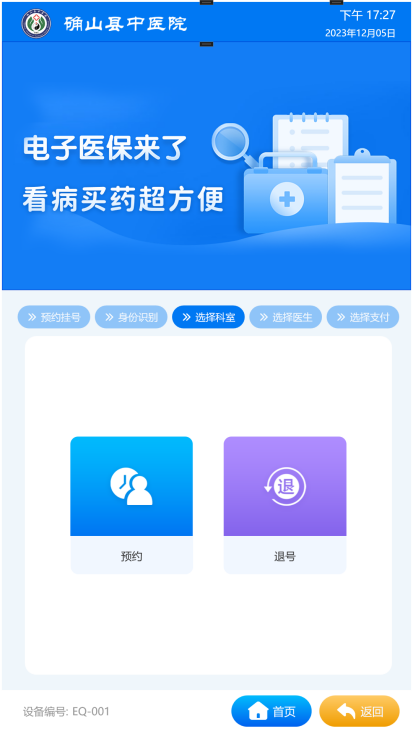 确山县中医院
下午 17:27
2023年12月05日
电子医保来了
看病买药超方便
预约挂号
身份识别
选择科室
选择医生
选择支付
退
预约
退号
设备编号: EQ-001
首页
返回